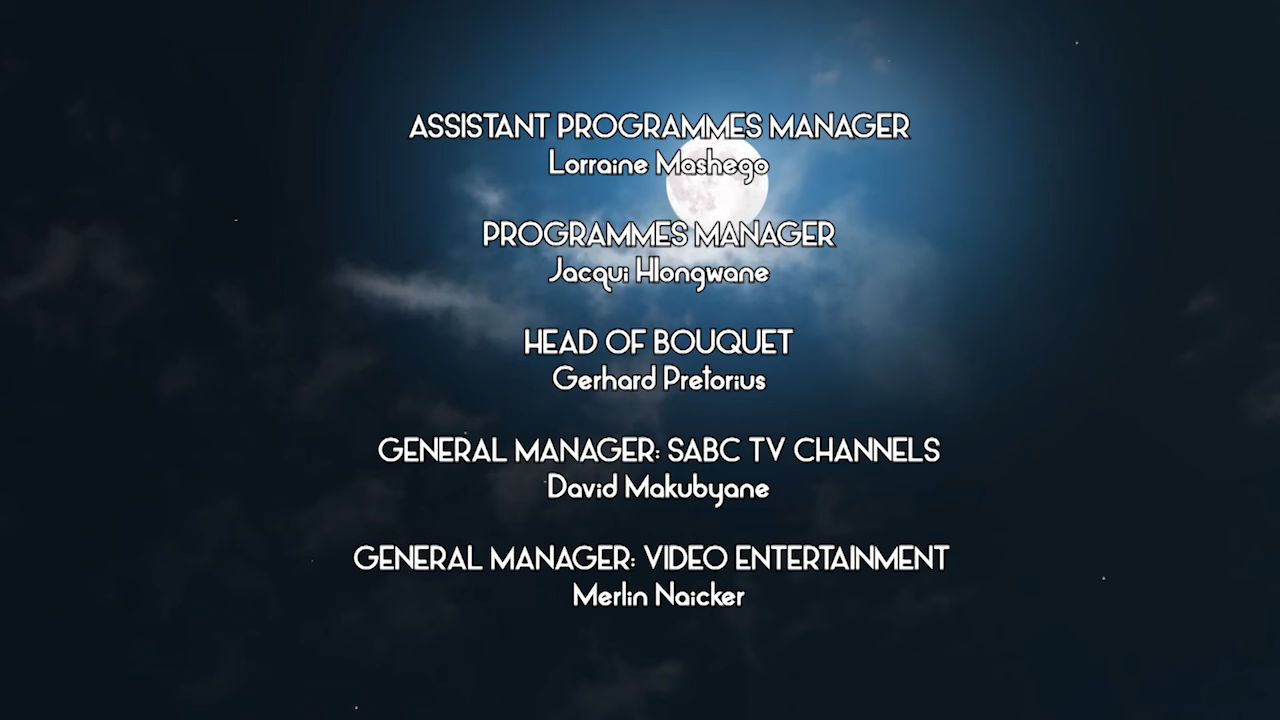 ASSISTANT PROGRAMMES MANAGER
Lorraine Mashego
PROGRAMMES MANAGER
Jacqui Hlongwane
HEAD OF BOUQUET
Gerhard Pretorius
GENERAL MANAGER: SABC TV CHANNELS
David Makubyane
GENERAL MANAGER: VIDEO ENTERTAINMENT
Merlin Naicker